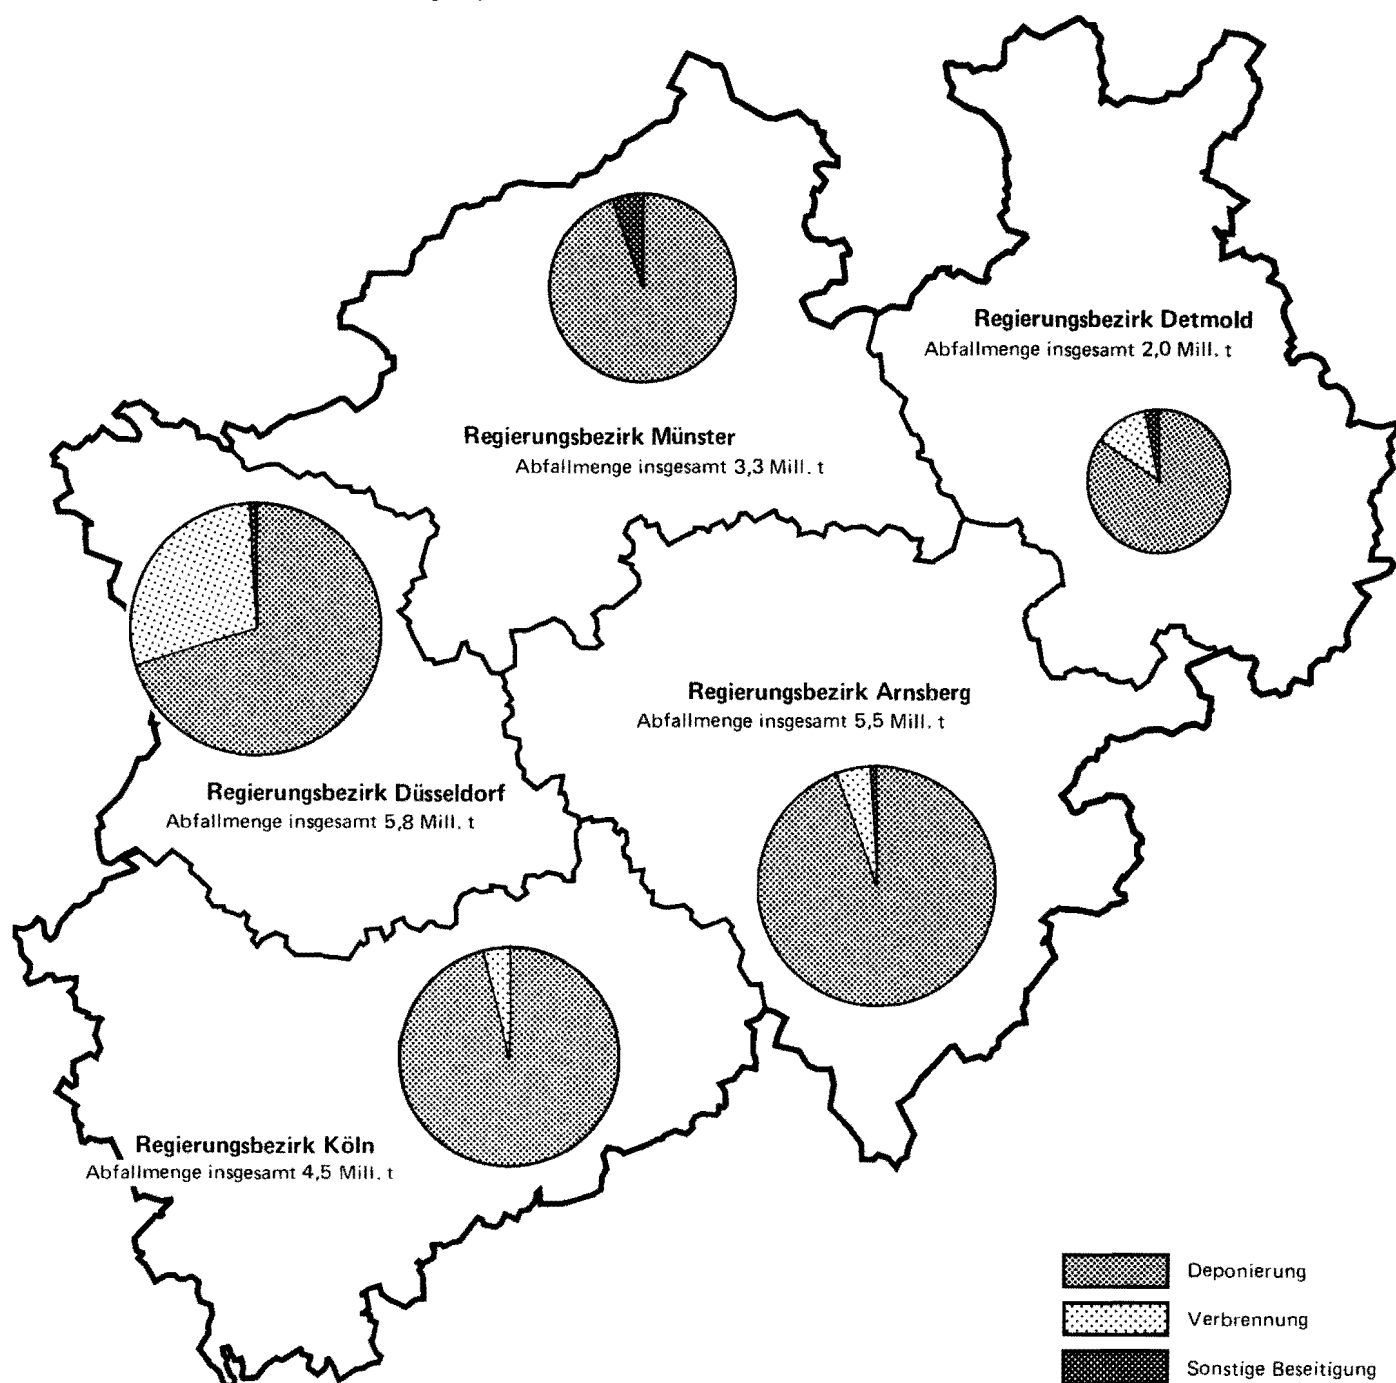 Regierungsbezirk Detmold
Abfallmenge insgesamt 2,0 Mill. t
Regierungsbezirk Münster
Abfallmenge insgesamt 3,3 Mill. t
Regierungsbezirk Arnsberg
Abfallmenge insgesamt 5,5 Mill. t
Regierungsbezirk Düsseldorf
Abfallmenge insgesamt 5,8 Mill. t
Regierungsbezirk Köln
Abfallmenge insgesamt 4,5 Mill. t
Deponierung
Verbrennung
Sonstige Beseitigung